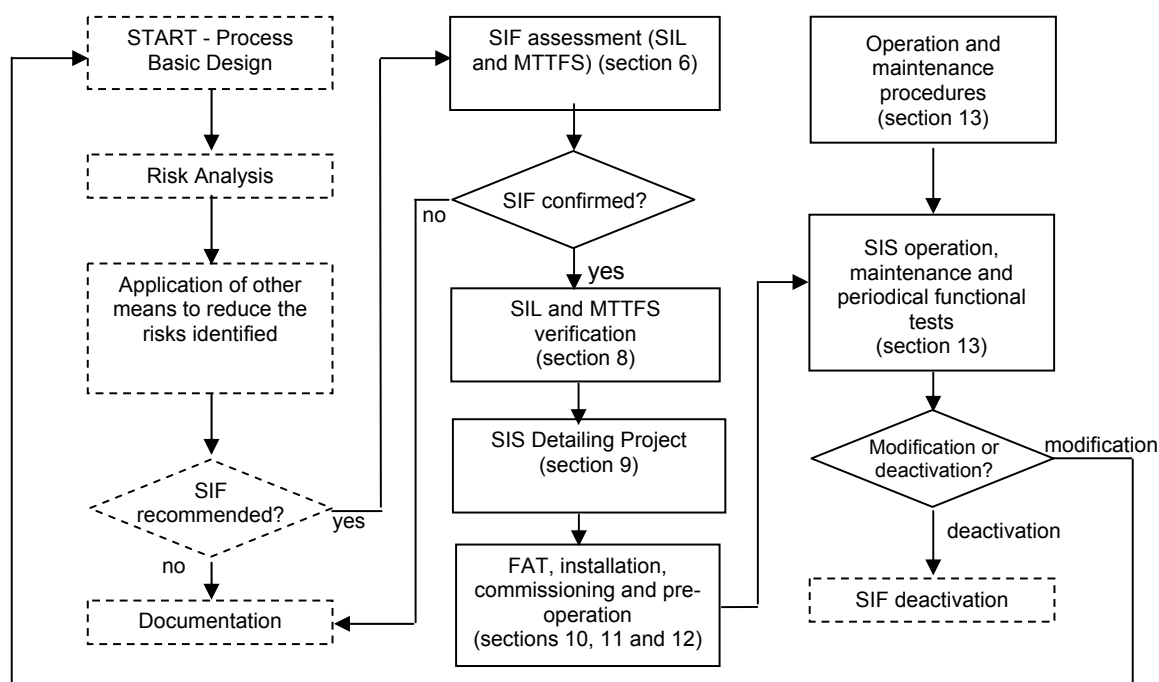 START - Process
Basic Design
Risk Analysis
Application of other
means to reduce the
risks identified
SIF
recommended?
yes
no
Documentation
SIF assessment (SIL
and MTTFS) (section 6)
SIF confirmed?
no
yes
SIL and MTTFS
verification
(section 8)
SIS Detailing Project
(section 9)
FAT, installation,
commissioning and pre-
operation
(sections 10, 11 and 12)
Operation and
maintenance
procedures
(section 13)
SIS operation,
maintenance and
periodical functional
tests
(section 13)
Modification or
deactivation?
modification
deactivation
SIF deactivation